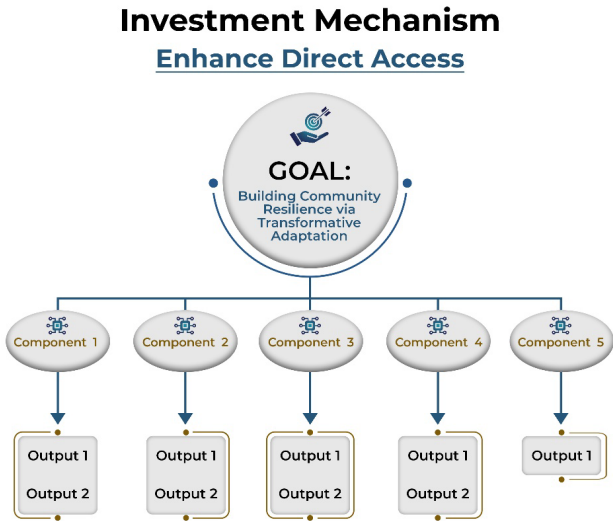 Investment Mechanism
Enhance Direct Access
GOAL:
Building Community
Resilience via
Transformative
Adaptation
Component 1
Component 2
Component 3
Component 4
Component 5
Output 1
Output 2
Output 1
Output 2
Output 1
Output 2
Output 1
Output 2
Output 1